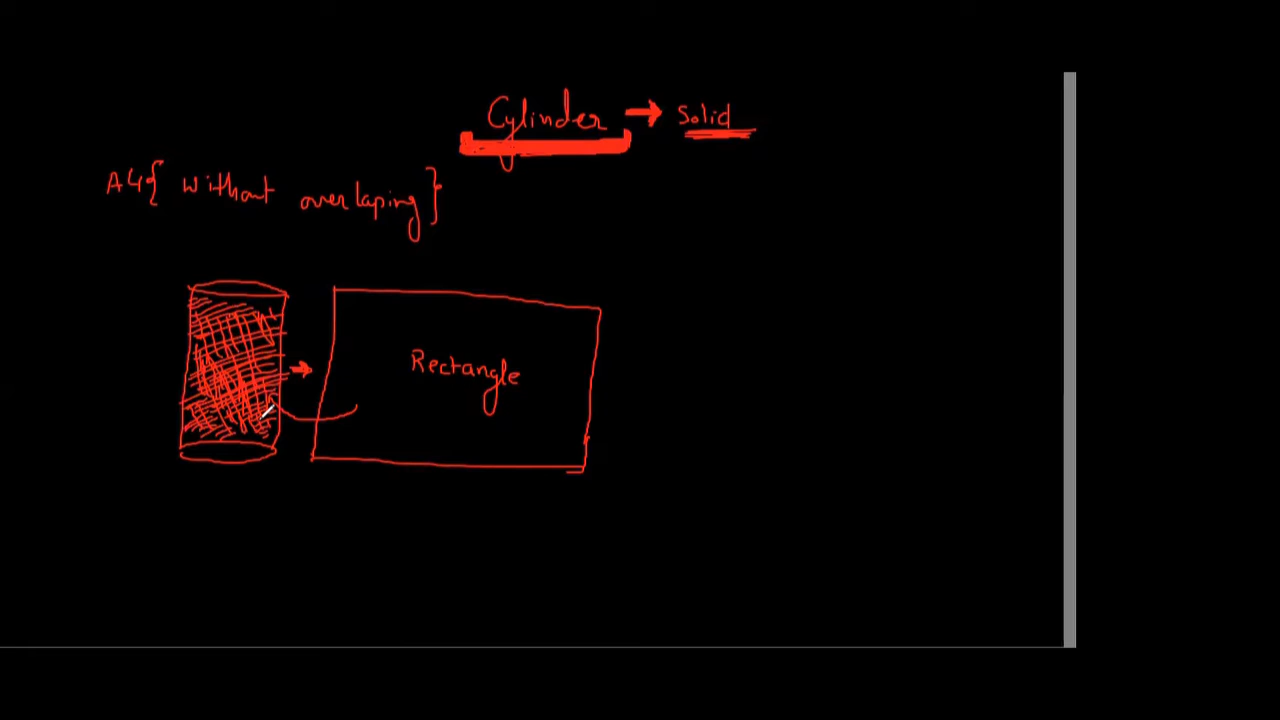 Cylinder → Solid
A4{ without overlaping}
Rectangle